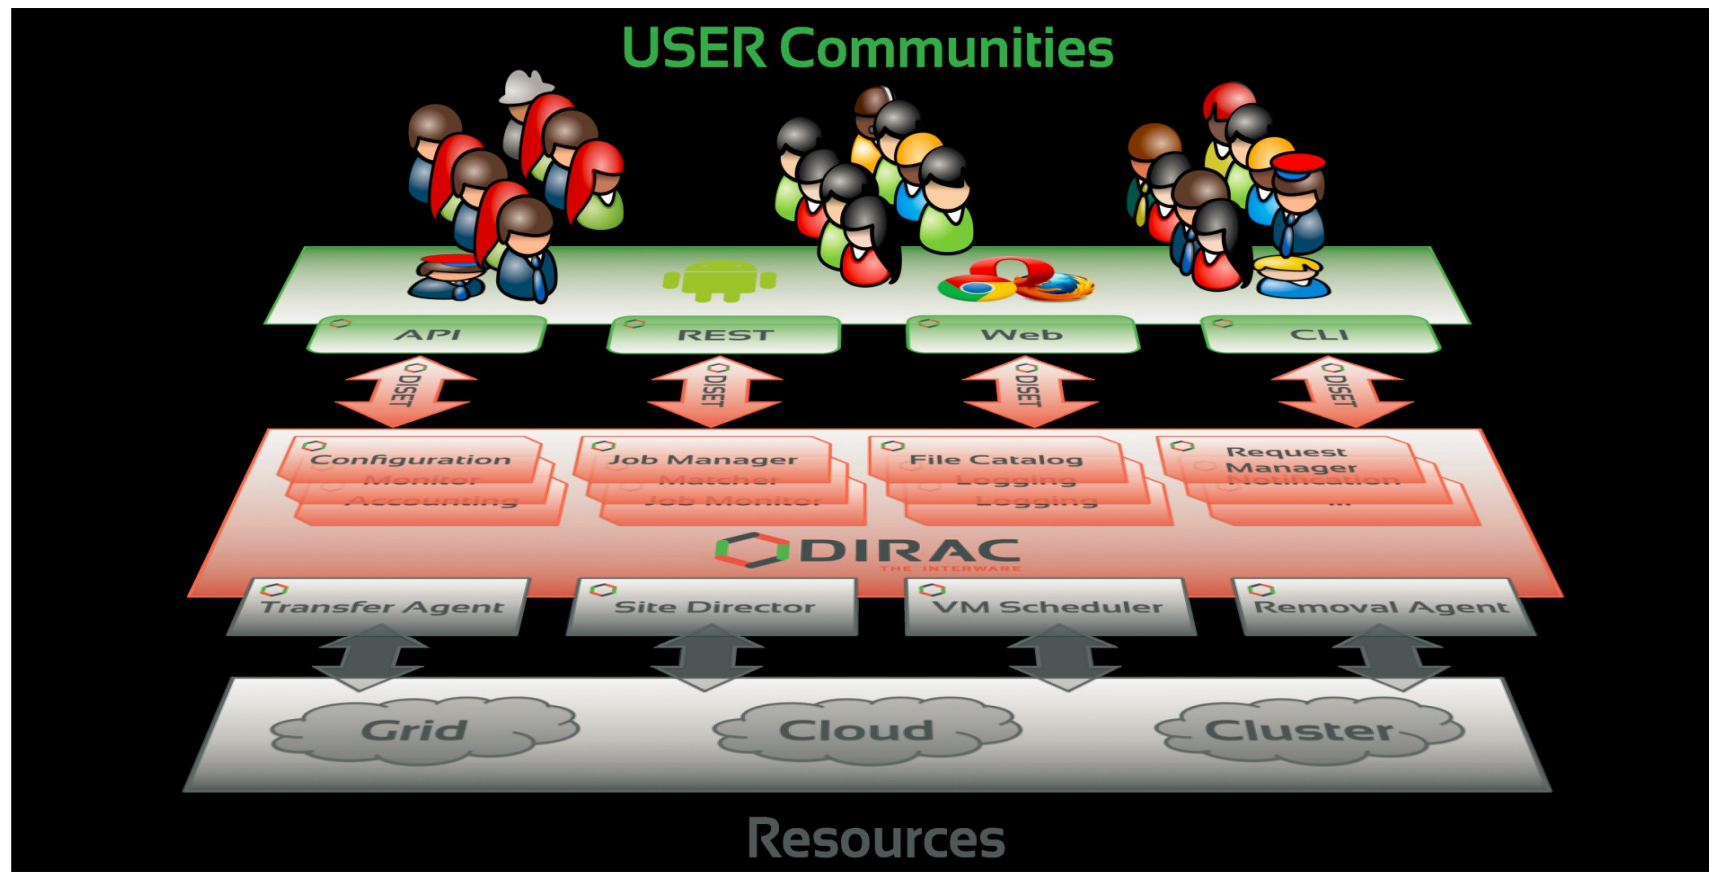 USER Communities
API
REST
Web
CLI
DISET
DISET
DISET
DISET
Configuration
Monitor
Accounting
Job Manager
Matcher
Job Monitor
File Catalog
Logging
Logging
Request
Manager
Notification
...
DIRAC
THE INTERWARE
Transfer Agent
Site Director
VM Scheduler
Removal Agent
Grid
Cloud
Cluster
Resources